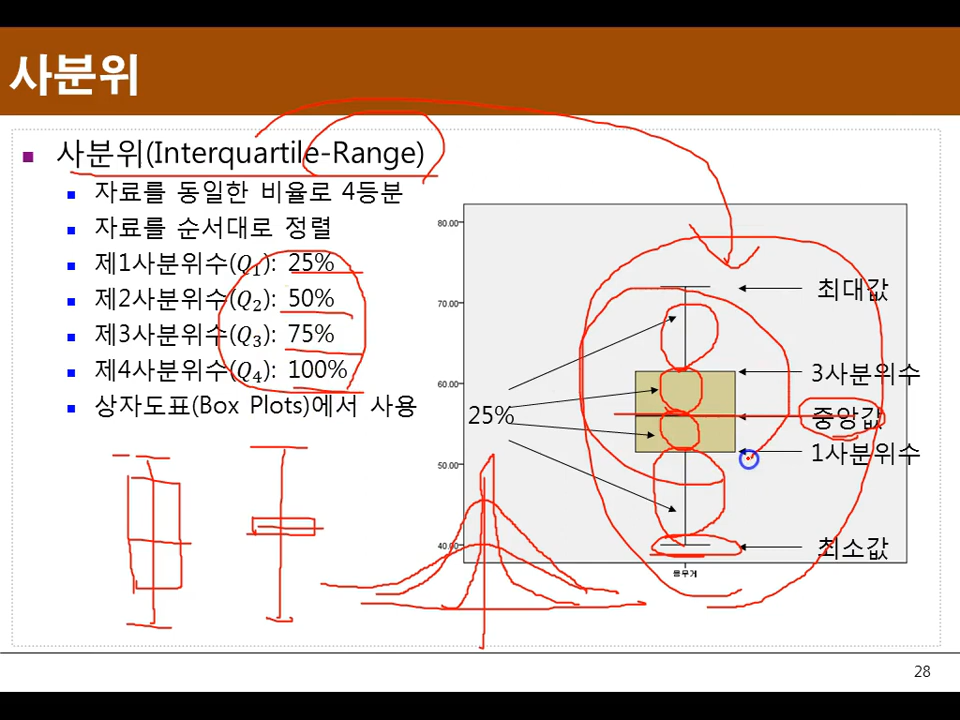 사분위
사분위(Interquartile-Range)
자료를 동일한 비율로 4등분
자료를 순서대로 정렬
제1사분위수(Q1): 25%
제2사분위수(Q2): 50%
제3사분위수(Q3): 75%
제4사분위수(Q4): 100%
상자도표(Box Plots)에서 사용
80.00
70.00
60.00
50.00
40.00
25%
최대값
3사분위수
중앙값
1사분위수
최소값
몸무게
28